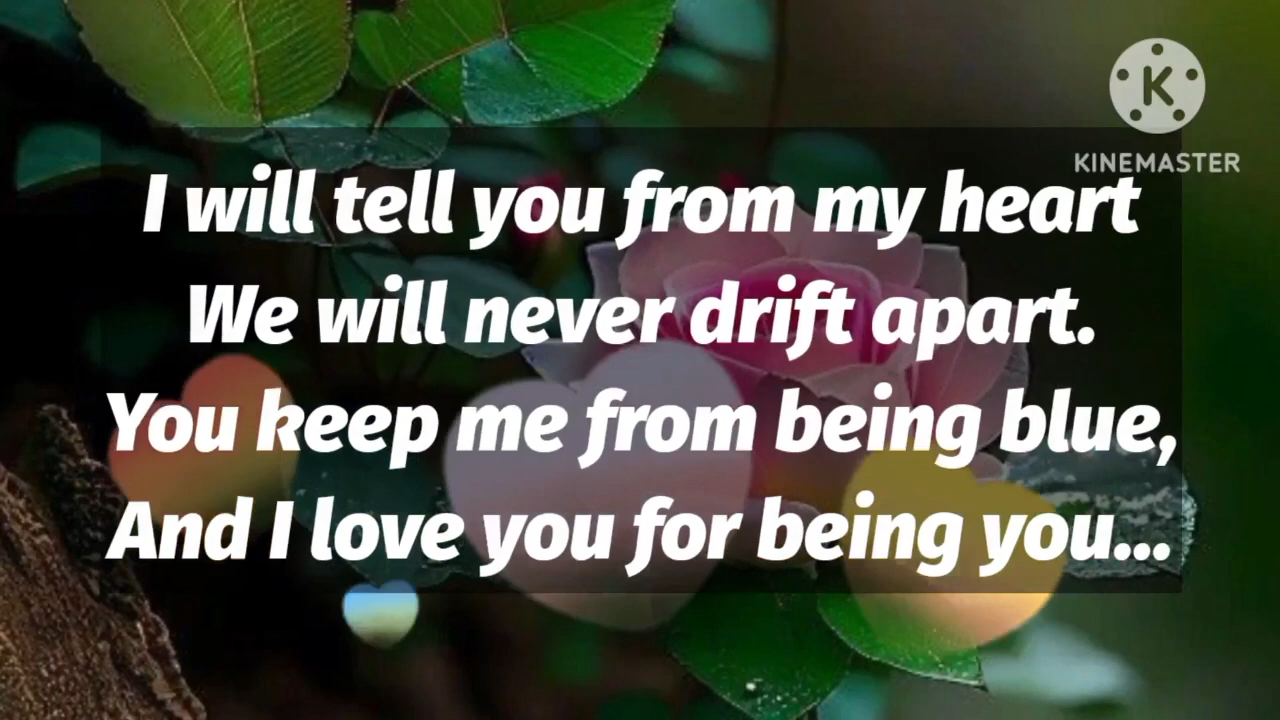 KINEMASTER
I will tell you from my heart
We will never drift apart.
You keep me from being blue,
And I love you for being you...